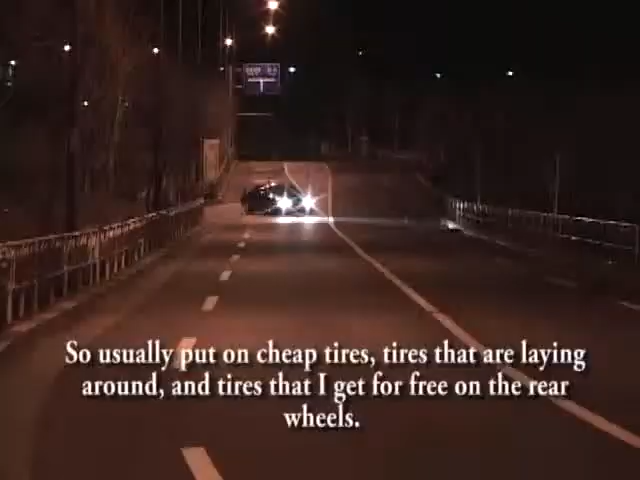 So usually put on cheap tires, tires that are laying
around, and tires that I get for free on the rear
wheels.